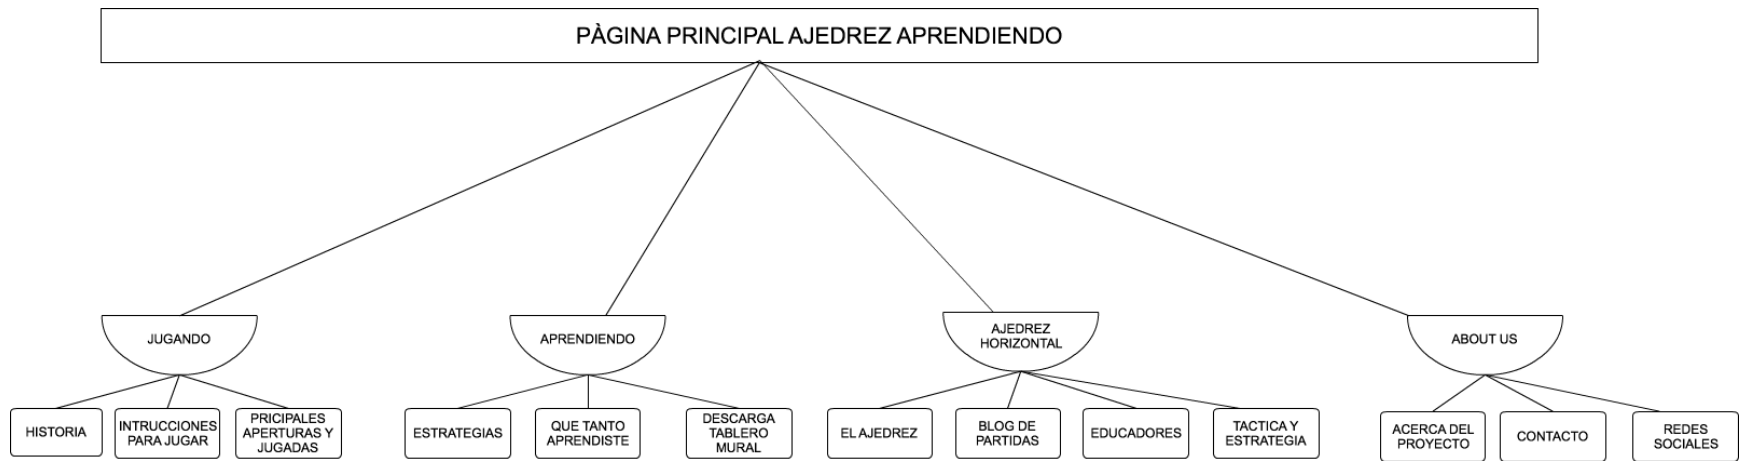 PÀGINA PRINCIPAL AJEDREZ APRENDIENDO
JUGANDO
APRENDIENDO
AJEDREZ
HORIZONTAL
ABOUT US
HISTORIA
INTRUCCIONES
PARA JUGAR
PRICIPALES
APERTURAS Y
JUGADAS
ESTRATEGIAS
QUE TANTO
APRENDISTE
DESCARGA
TABLERO
MURAL
EL AJEDREZ
BLOG DE
PARTIDAS
EDUCADORES
TACTICA Y
ESTRATEGIA
ACERCA DEL
PROYECTO
CONTACTO
REDES
SOCIALES